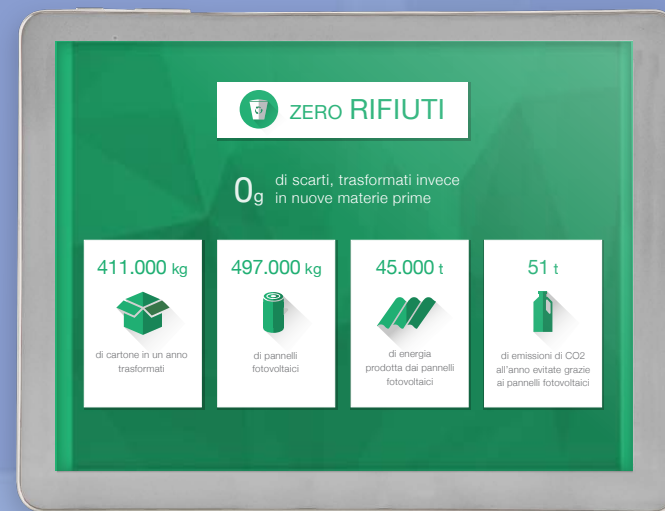 ZERO RIFIUTI
0g
di scarti, trasformati invece
in nuove materie prime
411.000 kg
di cartone in un anno
trasformati
497.000 kg
di pannelli
fotovoltaici
45.000 t
di energia
prodotta dai pannelli
fotovoltaici
51 t
di emissioni di CO2
all'anno evitate grazie
ai pannelli fotovoltaici